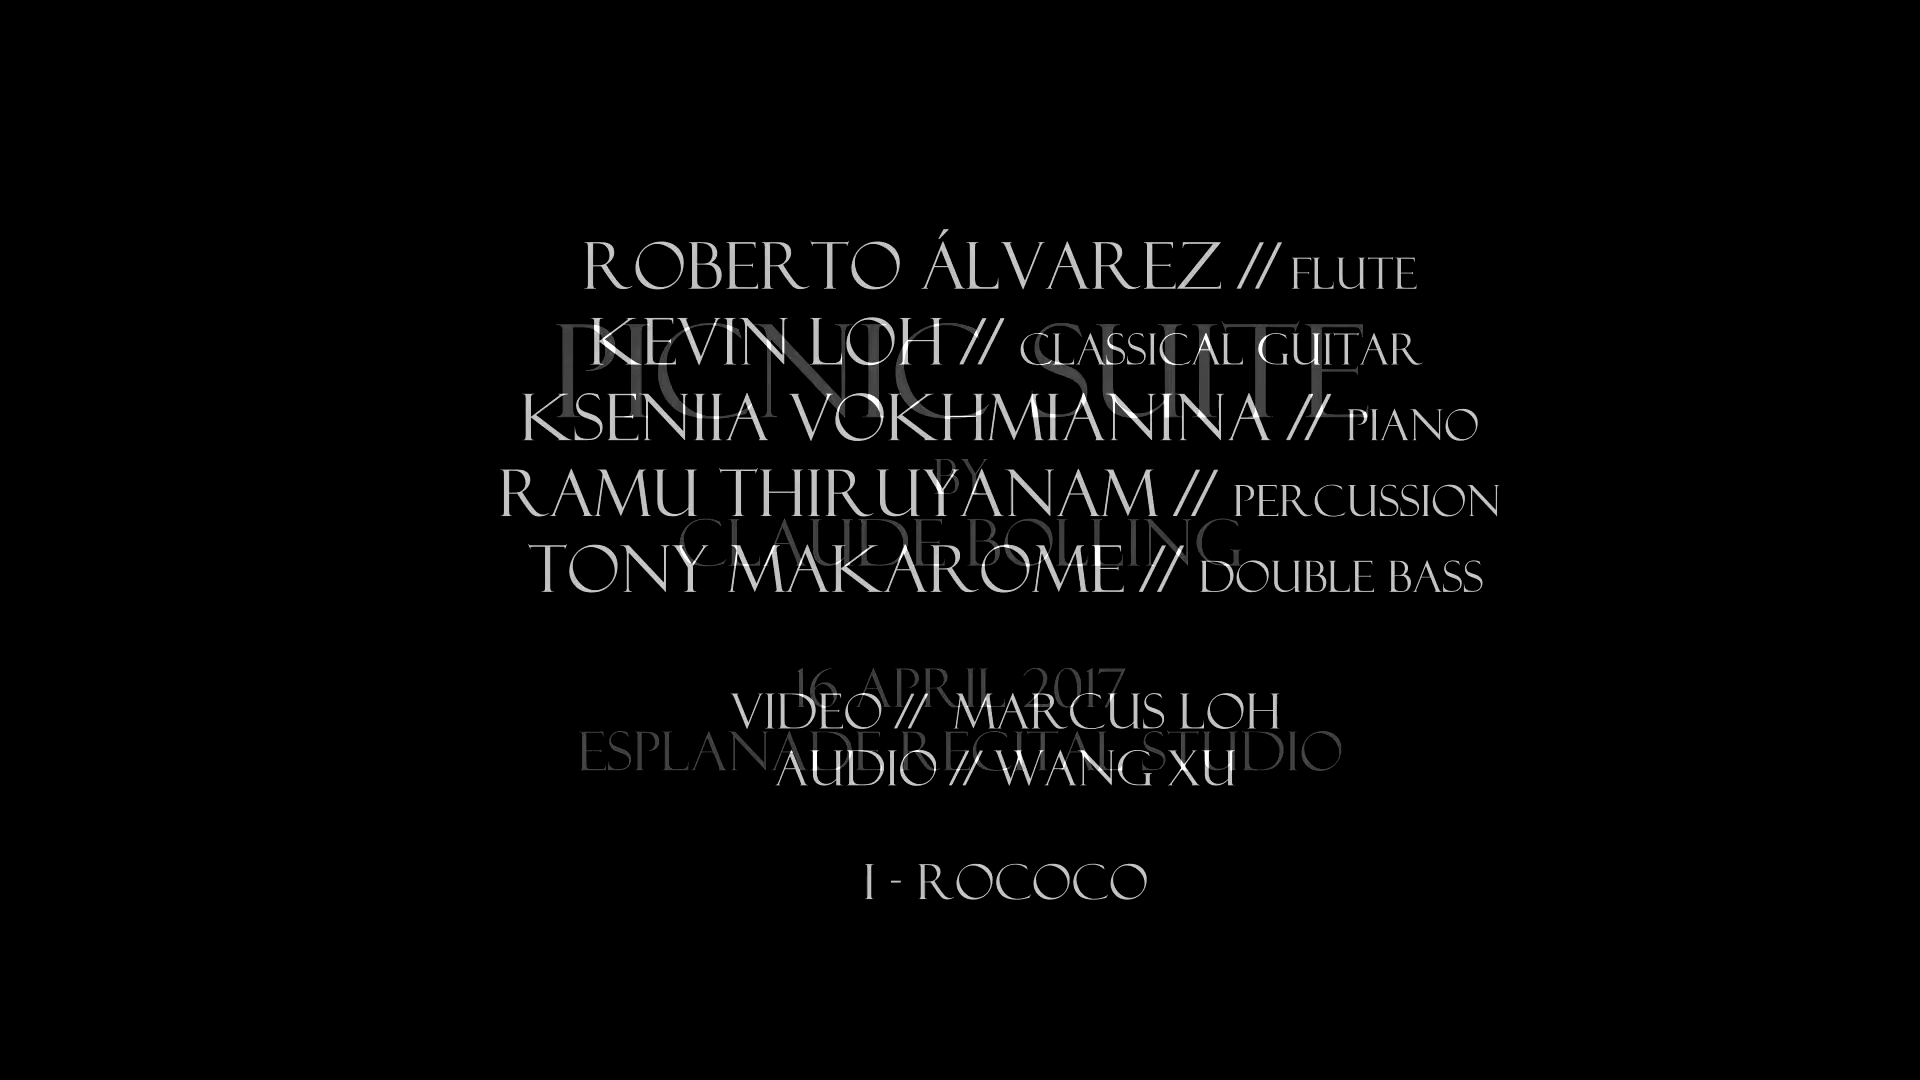 ROBERTO ÁLVAREZ // FLUTE
KEVIN LOH // CLASSICAL GUITAR
KSENIIA VOKHMIANINA // PIANO
RAMU THIRUYANAM // PERCUSSION
TONY MAKAROME // DOUBLE BASS
VIDEO // MARCUS LOH
AUDIO // WANG XU
I - ROCOCO
PICNIC SUITE
BY
CLAUDE BOLLING
16 APRIL 2017
ESPLANADE RECITAL STUDIO